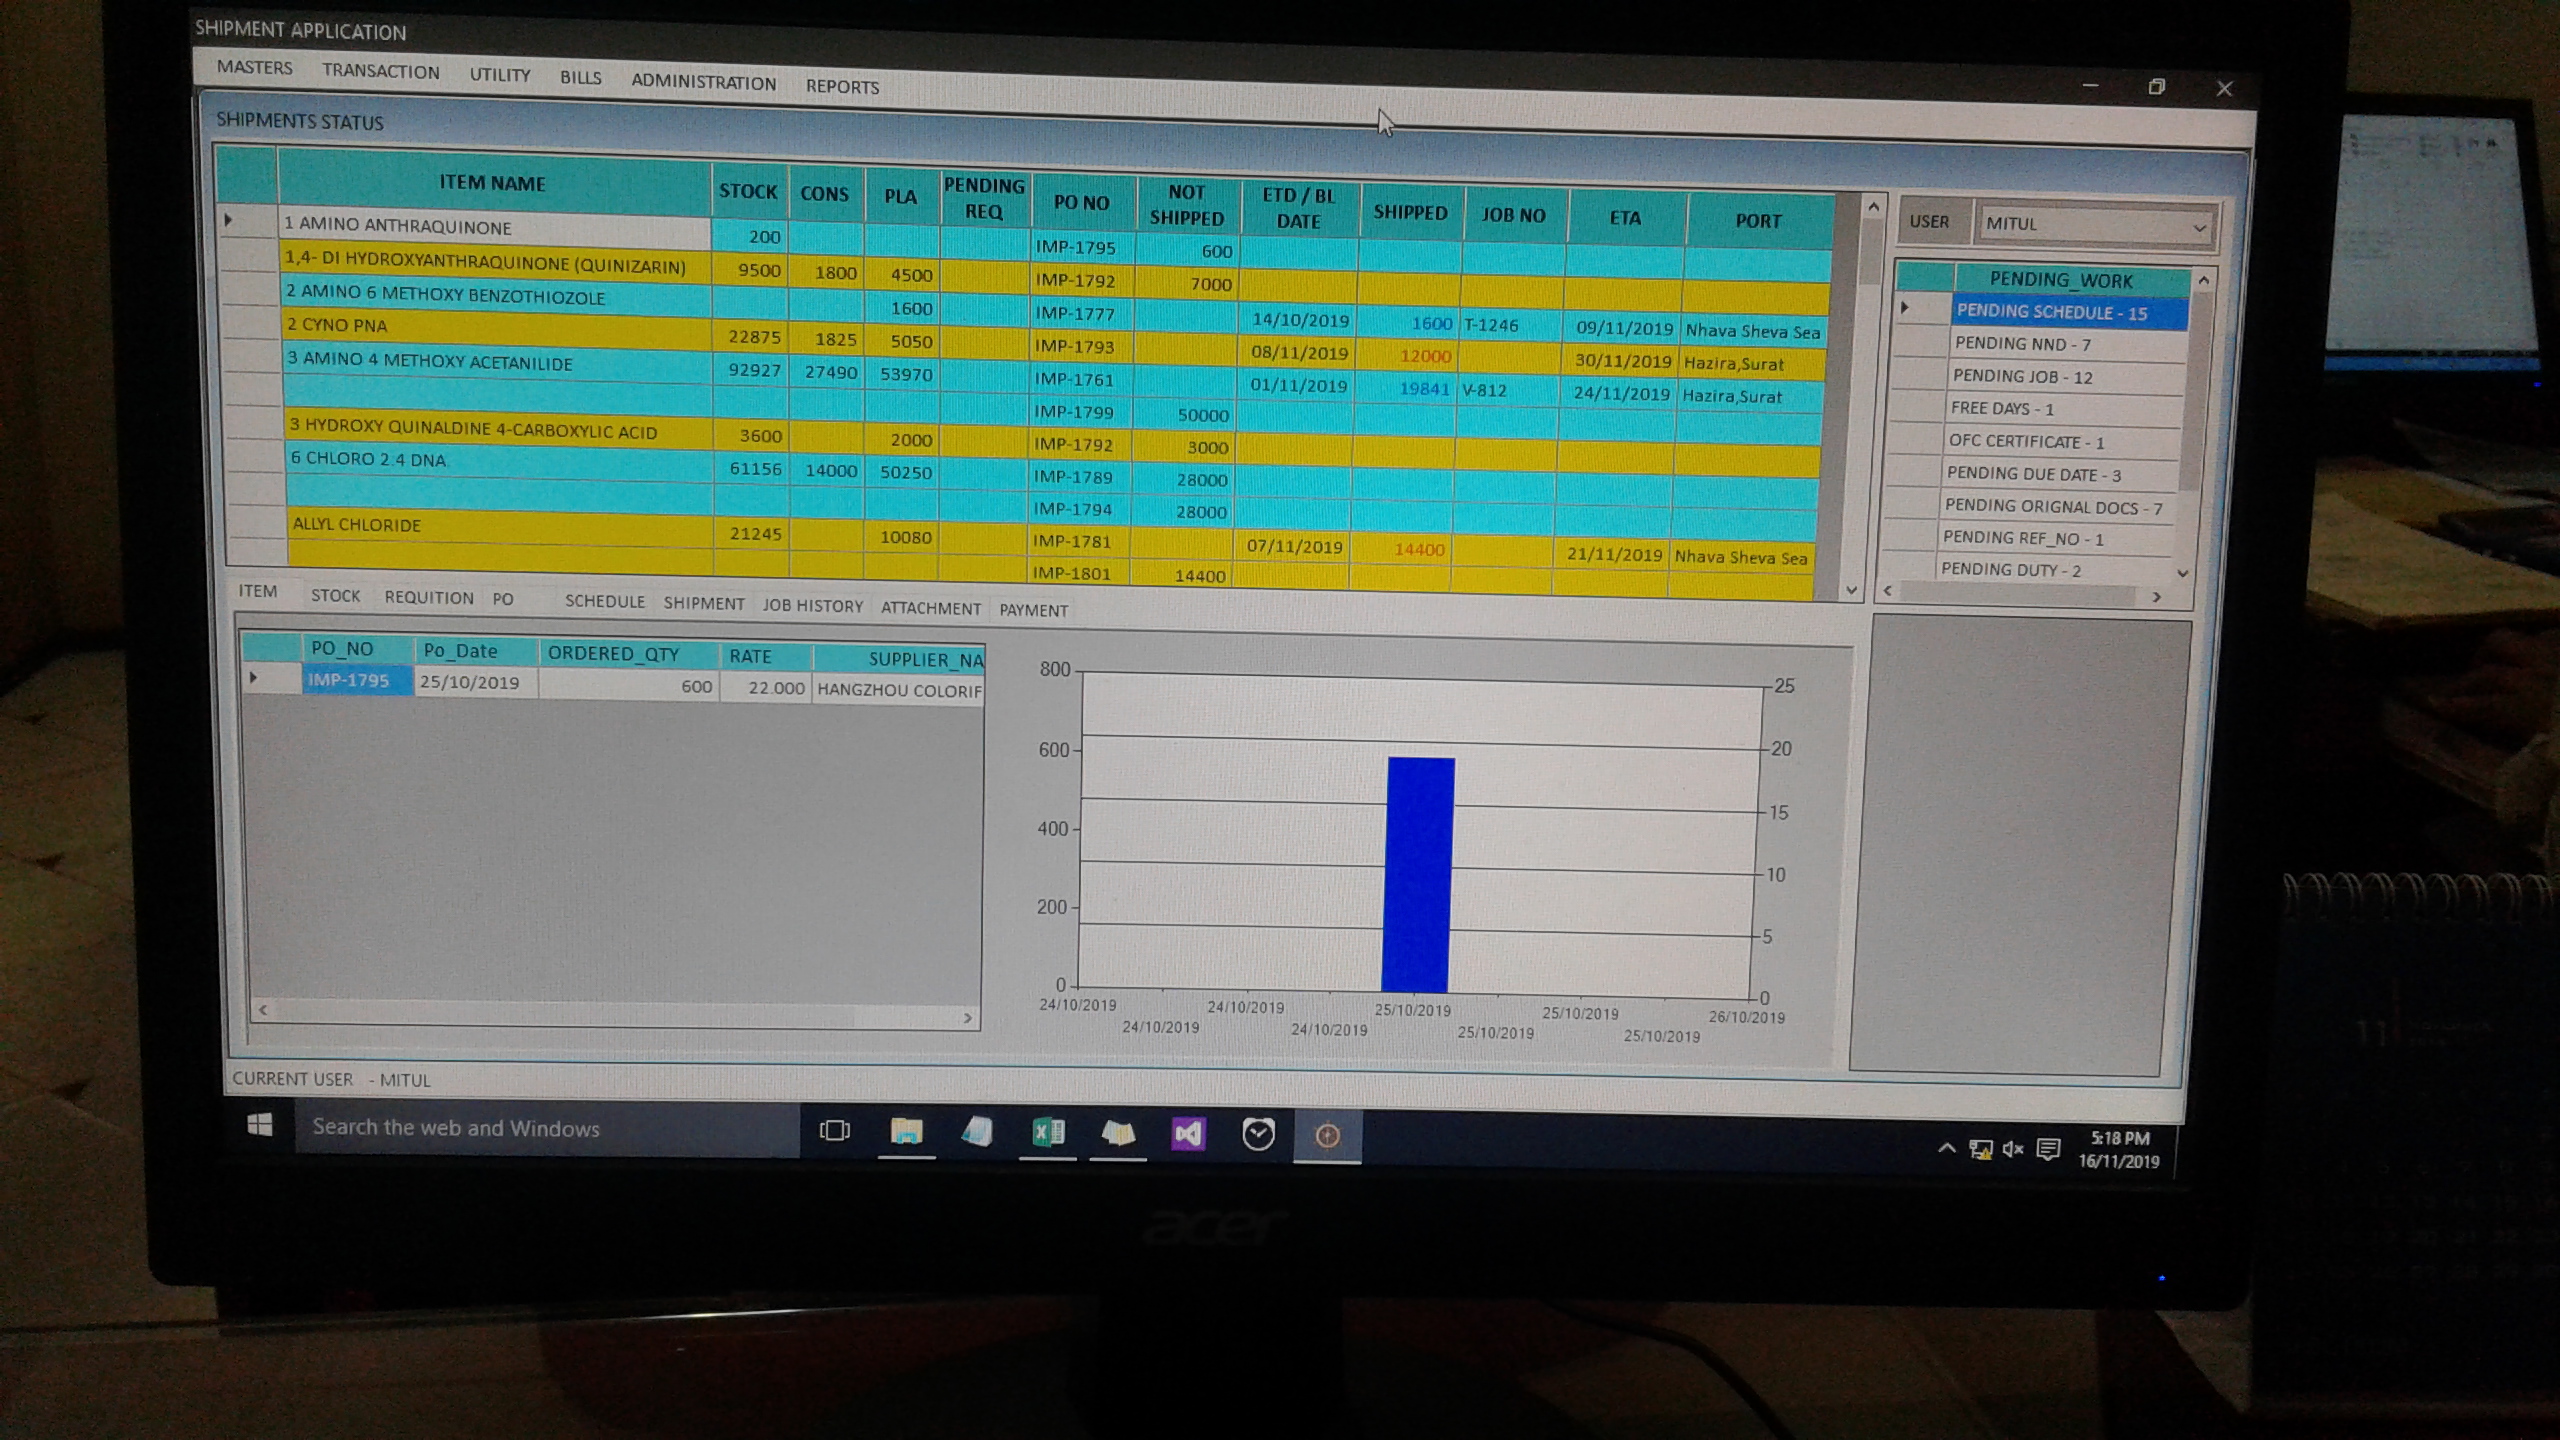 SHIPMENT APPLICATION
MASTERS TRANSACTION UTILITY BILLS ADMINISTRATION REPORTS
SHIPMENTS STATUS
ITEM NAME STOCK CONS PLA PENDING REQ PO NO NOT SHIPPED ETD / BL DATE SHIPPED JOB NO ETA PORT
1 AMINO ANTHRAQUINONE 200 IMP-1795 600
1,4- DI HYDROXYANTHRAQUINONE (QUINIZARIN) 9500 1800 4500 IMP-1792 7000
2 AMINO 6 METHOXY BENZOTHIOZOLE 1600 IMP-1777 14/10/2019 1600 T-1246 09/11/2019 Nhava Sheva Sea
2 CYNO PNA 22875 1825 5050 IMP-1793 08/11/2019 12000 30/11/2019 Hazira,Surat
3 AMINO 4 METHOXY ACETANILIDE 92927 27490 53970 IMP-1761 01/11/2019 19841 V-812 24/11/2019 Hazira,Surat
IMP-1799 50000
3 HYDROXY QUINALDINE 4-CARBOXYLIC ACID 3600 2000 IMP-1792 3000
6 CHLORO 2.4 DNA 61156 14000 50250 IMP-1789 28000
IMP-1794 28000
ALLYL CHLORIDE 21245 10080 IMP-1781 07/11/2019 14400 21/11/2019 Nhava Sheva Sea
IMP-1801 14400
USER MITUL
PENDING_WORK
PENDING SCHEDULE - 15
PENDING NND - 7
PENDING JOB - 12
FREE DAYS - 1
OFC CERTIFICATE - 1
PENDING DUE DATE - 3
PENDING ORIGNAL DOCS - 7
PENDING REF_NO - 1
PENDING DUTY - 2
ITEM STOCK REQUITION PO SCHEDULE SHIPMENT JOB HISTORY ATTACHMENT PAYMENT
PO_NO Po_Date ORDERED_QTY RATE SUPPLIER_NA
IMP-1795 25/10/2019 600 22.000 HANGZHOU COLORIF
800 25
600 20
15
400
10
200
5
0 0
24/10/2019 24/10/2019 25/10/2019 25/10/2019 26/10/2019
24/10/2019 24/10/2019 25/10/2019 25/10/2019
CURRENT USER - MITUL
Search the web and Windows
5:18 PM
16/11/2019
acer
11